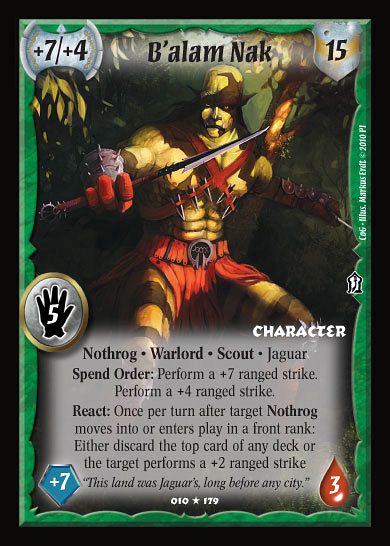 +7/+4
B'alam Nak
15
CoG • Illus. Markus Erdt © 2010 PI
5
CHARACTER
Nothrog • Warlord • Scout • Jaguar
Spend Order: Perform a +7 ranged strike.
Perform a +4 ranged strike.
React: Once per turn after target Nothrog
moves into or enters play in a front rank:
Either discard the top card of any deck or
the target performs a +2 ranged strike
"This land was Jaguar's, long before any city."
+7
3
010 ★ 179